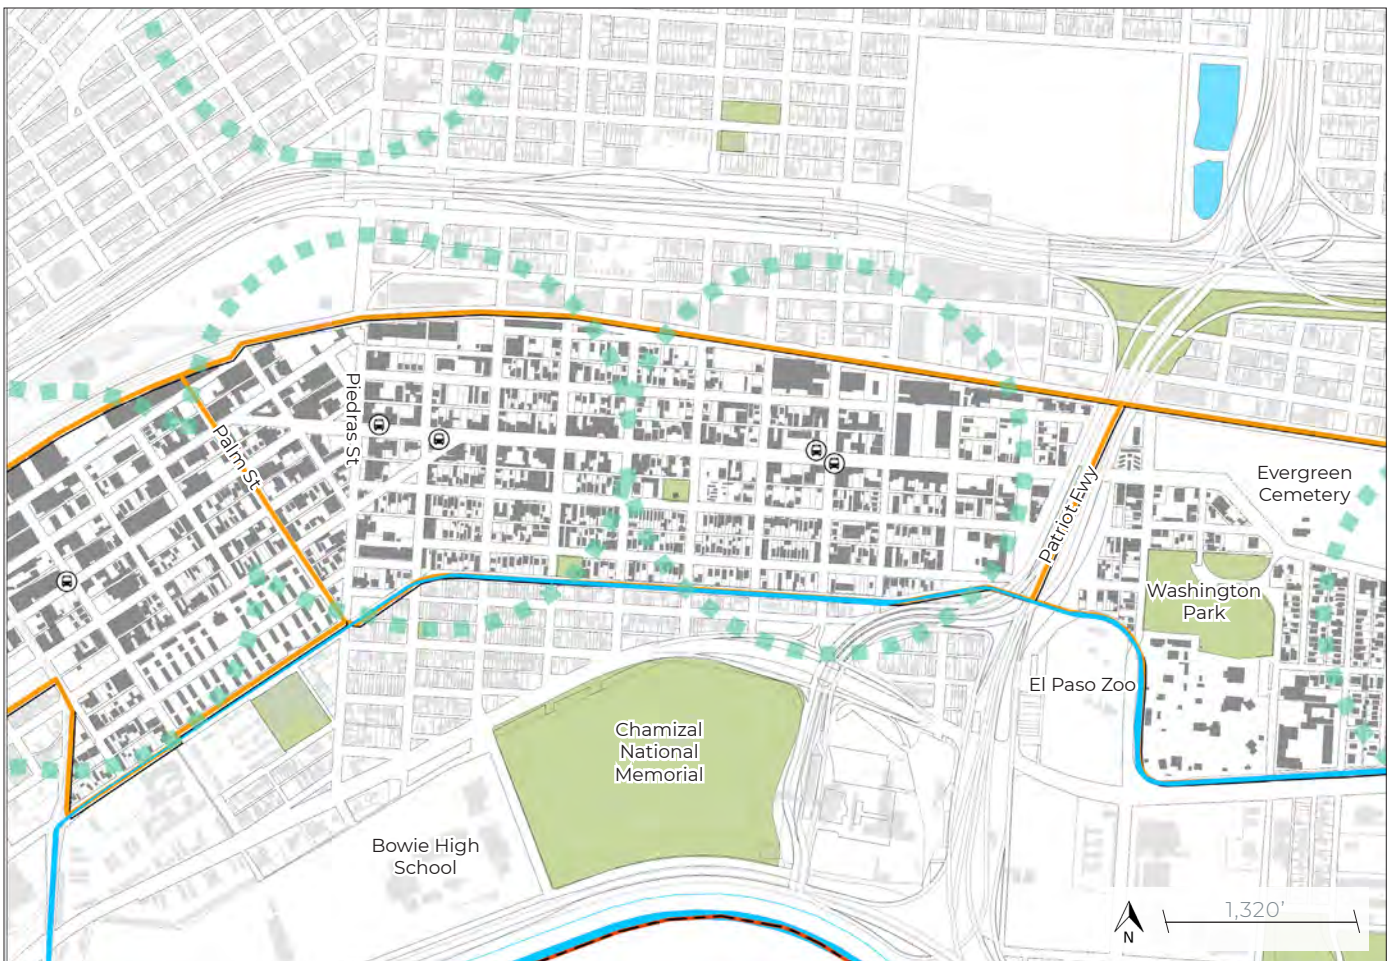 Piedras St
Palm St
Patriot Fwy
Evergreen
Cemetery
Washington
Park
El Paso Zoo
Chamizal
National
Memorial
Bowie High
School
1,320'
N